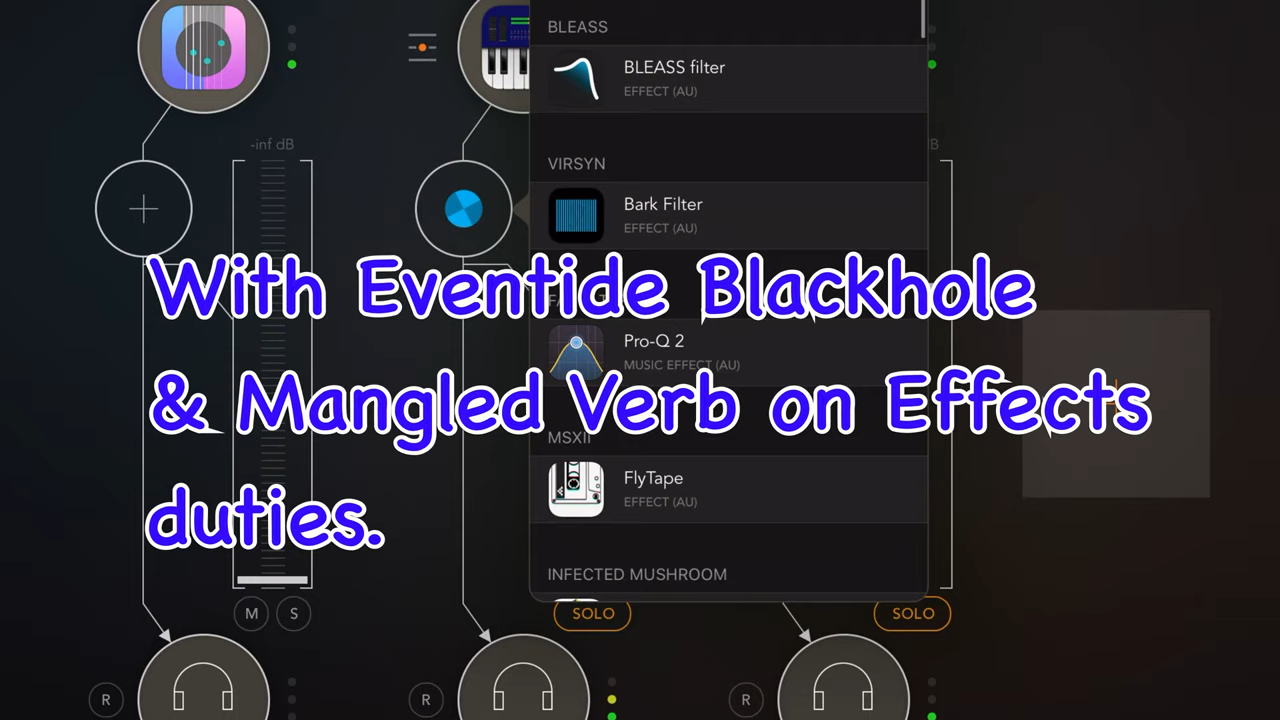 BLEASS
BLEASS filter
EFFECT (AU)
-inf dB
B
VIRSYN
Bark Filter
EFFECT (AU)
With Eventide Blackhole
Pro-Q 2
MUSIC EFFECT (AU)
& Mangled Verb on Effects
MSXII
FlyTape
EFFECT (AU)
duties.
INFECTED MUSHROOM
M S SOLO SOLO
R R R